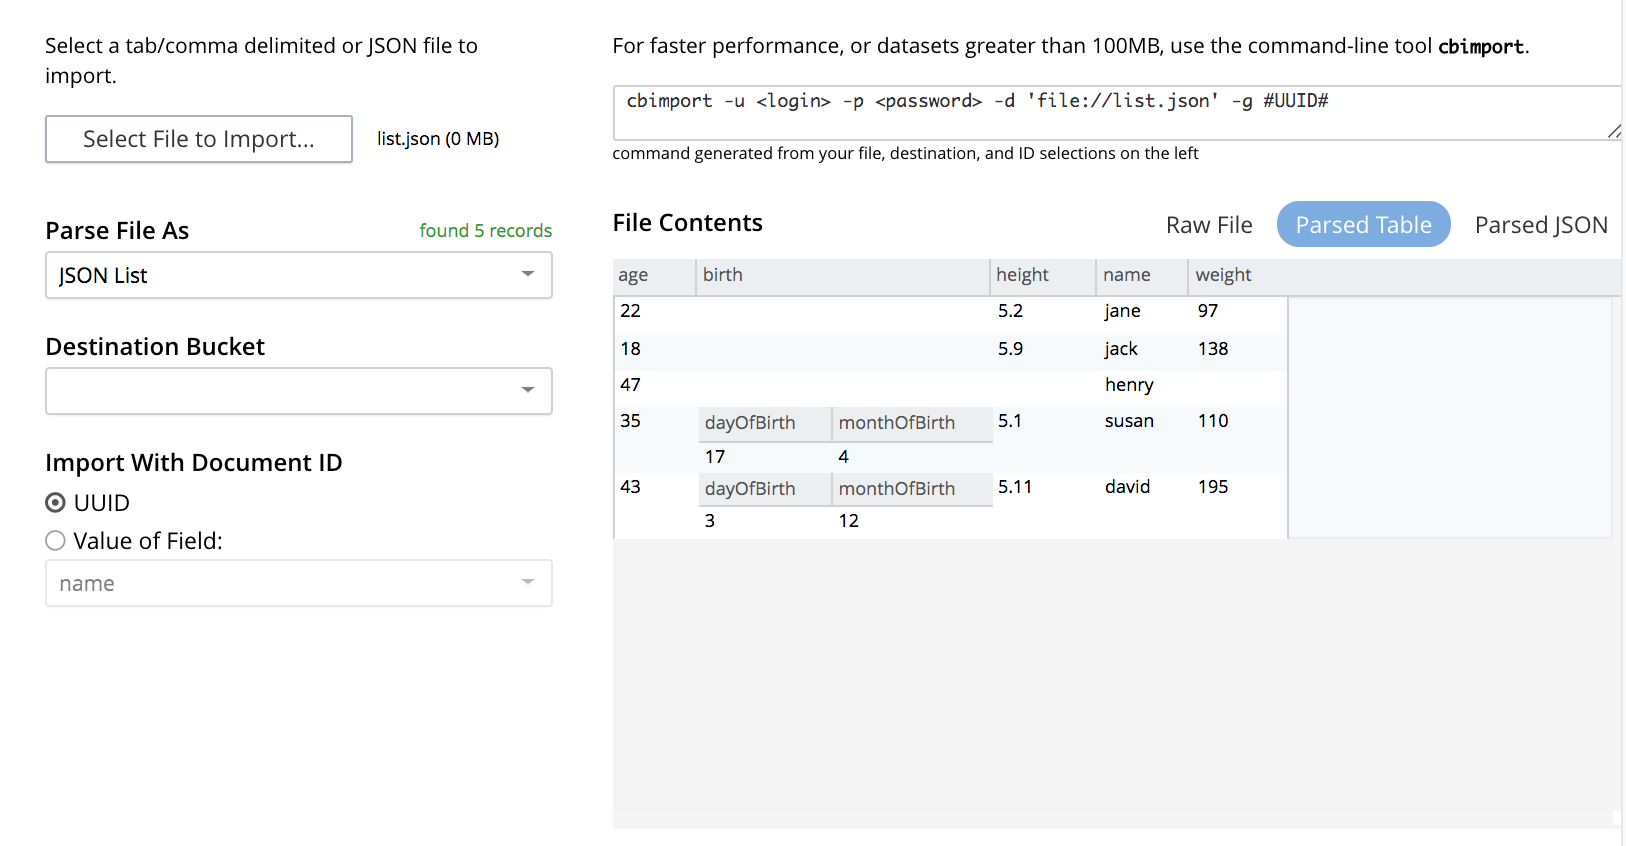 Select a tab/comma delimited or JSON file to
import.
Select File to Import...
list.json (0 MB)
Parse File As
found 5 records
JSON List
Destination Bucket
Import With Document ID
UUID
Value of Field:
name
For faster performance, or datasets greater than 100MB, use the command-line tool cbimport.
cbimport -u <login> -p <password> -d 'file://list.json' -g #UUID#
command generated from your file, destination, and ID selections on the left
File Contents
Raw File
Parsed Table
Parsed JSON
age birth height name weight
22 5.2 jane 97
18 5.9 jack 138
47 henry
35 dayOfBirth monthOfBirth 5.1 susan 110
17 4
43 dayOfBirth monthOfBirth 5.11 david 195
3 12